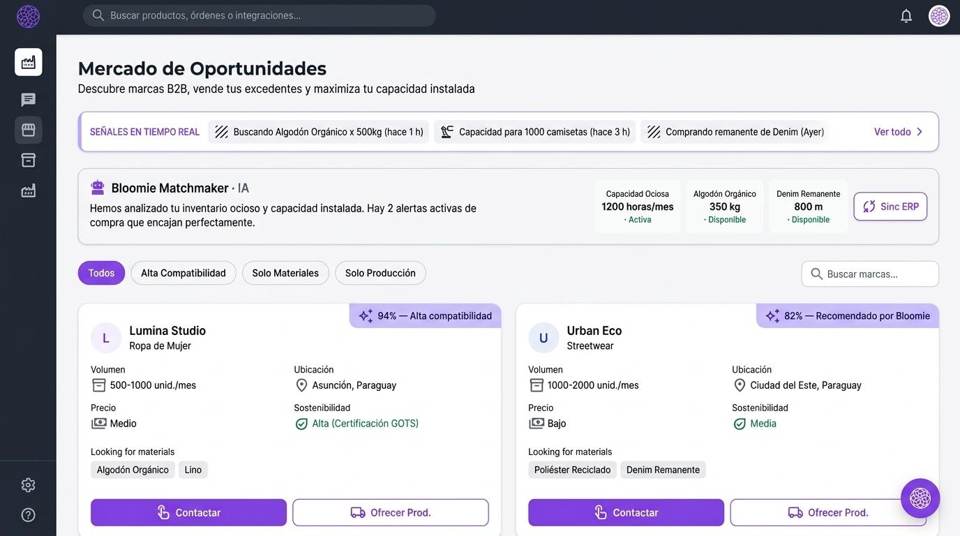 Buscar productos, órdenes o integraciones...
Mercado de Oportunidades
Descubre marcas B2B, vende tus excedentes y maximiza tu capacidad instalada
SEÑALES EN TIEMPO REAL
Buscando Algodón Orgánico x 500kg (hace 1 h)
Capacidad para 1000 camisetas (hace 3 h)
Comprando remanente de Denim (Ayer)
Ver todo
Bloomie Matchmaker · IA
Hemos analizado tu inventario ocioso y capacidad instalada. Hay 2 alertas activas de
compra que encajan perfectamente.
Capacidad Ociosa
1200 horas/mes
· Activa
Algodón Orgánico
350 kg
· Disponible
Denim Remanente
800 m
· Disponible
Sinc ERP
Todos
Alta Compatibilidad
Solo Materiales
Solo Producción
Buscar marcas...
94% — Alta compatibilidad
L
Lumina Studio
Ropa de Mujer
Volumen
500-1000 unid./mes
Ubicación
Asunción, Paraguay
Precio
Medio
Sostenibilidad
Alta (Certificación GOTS)
Looking for materials
Algodón Orgánico
Lino
Contactar
Ofrecer Prod.
82% — Recomendado por Bloomie
U
Urban Eco
Streetwear
Volumen
1000-2000 unid./mes
Ubicación
Ciudad del Este, Paraguay
Precio
Bajo
Sostenibilidad
Media
Looking for materials
Poliéster Reciclado
Denim Remanente
Contactar
Ofrecer Prod.